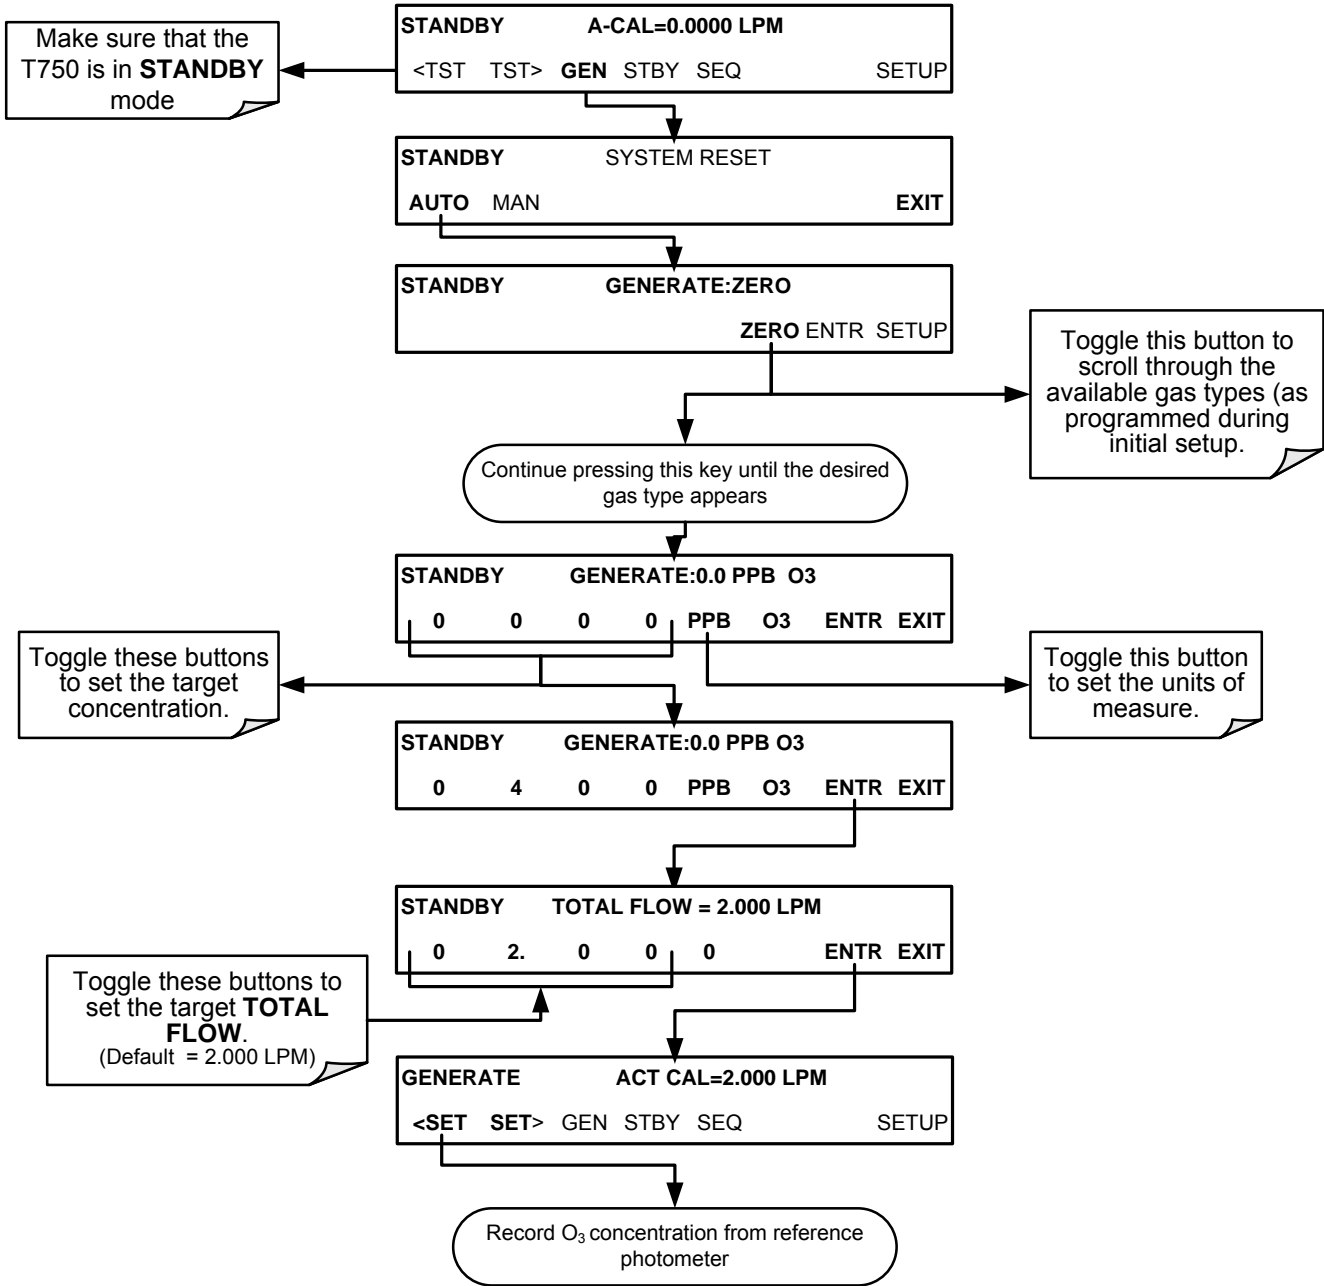 STANDBY A-CAL=0.0000 LPM
<TST TST> GEN STBY SEQ SETUP
Make sure that the
T750 is in STANDBY
mode
STANDBY SYSTEM RESET
AUTO MAN EXIT
STANDBY GENERATE:ZERO
ZERO ENTR SETUP
Toggle this button to
scroll through the
available gas types (as
programmed during
initial setup.
Continue pressing this key until the desired
gas type appears
STANDBY GENERATE:0.0 PPB O3
0 0 0 0 PPB O3 ENTR EXIT
Toggle these buttons
to set the target
concentration.
Toggle this button
to set the units of
measure.
STANDBY GENERATE:0.0 PPB O3
0 4 0 0 PPB O3 ENTR EXIT
STANDBY TOTAL FLOW = 2.000 LPM
0 2. 0 0 0 ENTR EXIT
Toggle these buttons to
set the target TOTAL
FLOW.
(Default = 2.000 LPM)
GENERATE ACT CAL=2.000 LPM
<SET SET> GEN STBY SEQ SETUP
Record O₃ concentration from reference
photometer